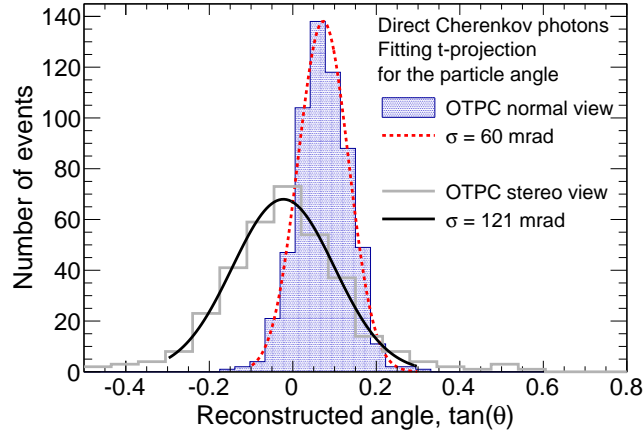 Direct Cherenkov photons
Fitting t-projection
for the particle angle
OTPC normal view
σ = 60 mrad
OTPC stereo view
σ = 121 mrad
Number of events
140
120
100
80
60
40
20
0
-0.4 -0.2 0 0.2 0.4 0.6 0.8
Reconstructed angle, tan(θ)